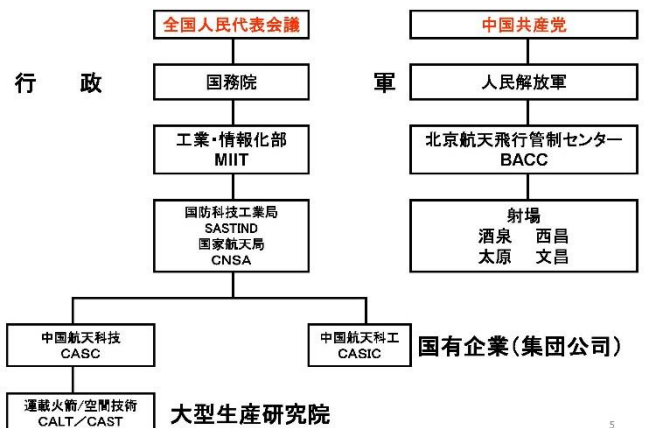 全国人民代表会議
中国共産党
行 政
国務院
軍
人民解放軍
工業・情報化部
MIIT
北京航天飛行管制センター
BACC
国防科技工業局
SASTIND
国家航天局
CNSA
射場
酒泉 西昌
太原 文昌
中国航天科技
CASC
中国航天科工
CASIC
国有企業(集団公司)
運載火箭/空間技術
CALT/CAST
大型生産研究院
5